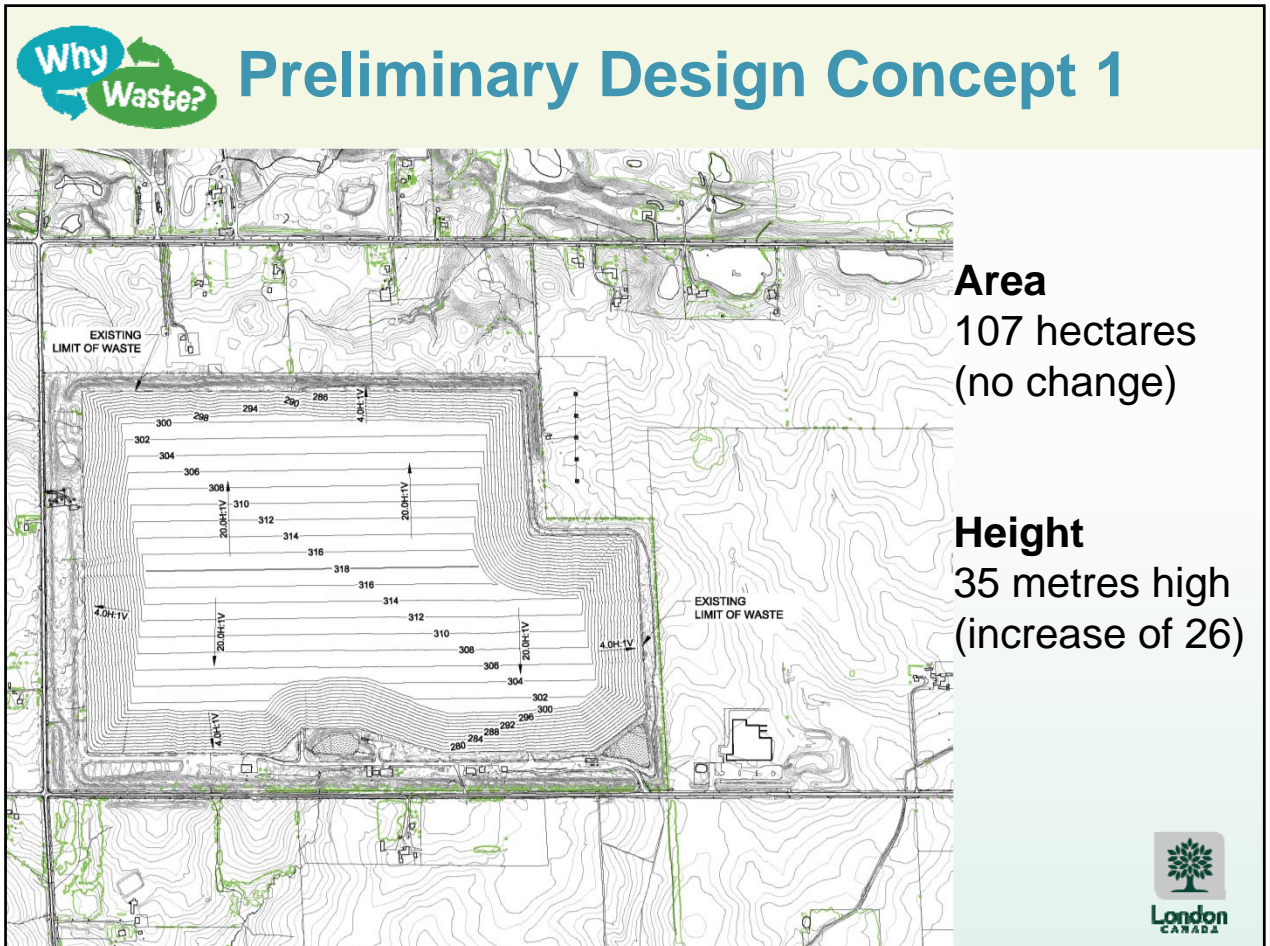 Why
Waste?
Preliminary Design Concept 1
EXISTING
LIMIT OF WASTE
286
290
294
298
300
4.0H:1V
302
304
306
308
310
20.0H:1V
20.0H:1V
312
314
316
318
316
314
4.0H:1V
312
20.0H:1V
20.0H:1V
310
308
306
4.0H:1V
304
302
300
296
292
288
284
280
4.0H:1V
EXISTING
LIMIT OF WASTE
Area
107 hectares
(no change)
Height
35 metres high
(increase of 26)
London
CANADA